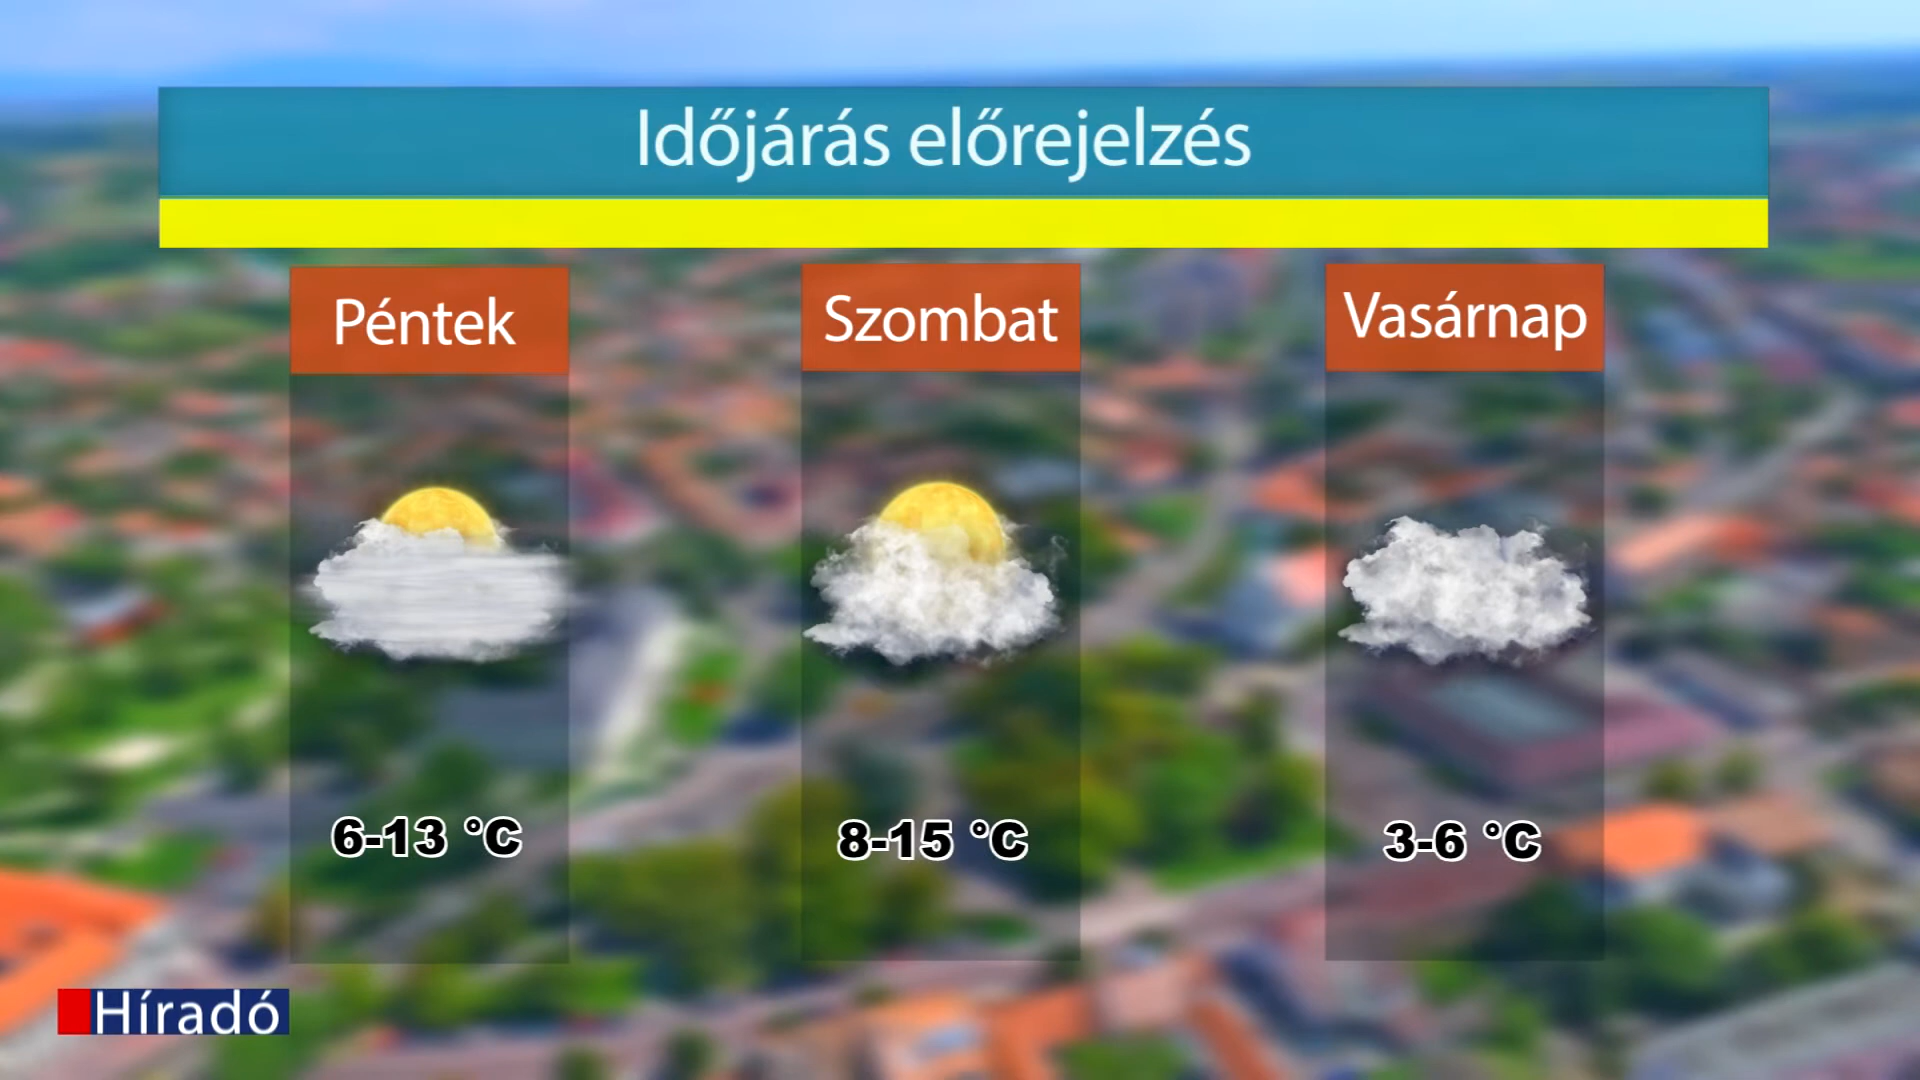 Időjárás előrejelzés
Péntek
Szombat
Vasárnap
6-13 °C
8-15 °C
3-6 °C
Híradó